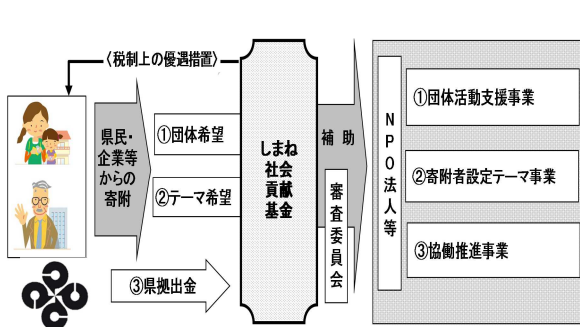 〈税制上の優遇措置〉
県民・
企業等
からの
寄附
①団体希望
②テーマ希望
③県拠出金
しまね
社会
貢献
基金
補助
審査委員会
NPO法人等
①団体活動支援事業
②寄附者設定テーマ事業
③協働推進事業